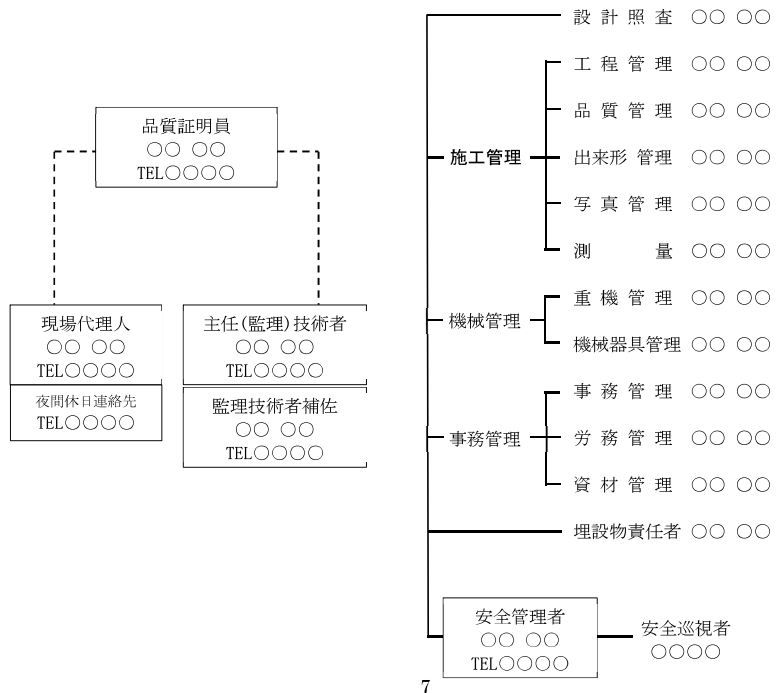 品質証明員
○○ ○○
TEL○○○○
現場代理人
○○ ○○
TEL○○○○
夜間休日連絡先
TEL○○○○
主任(監理)技術者
○○ ○○
TEL○○○○
監理技術者補佐
○○ ○○
TEL○○○○
設計照査 ○○ ○○
施工管理
工程管理 ○○ ○○
品質管理 ○○ ○○
出来形管理 ○○ ○○
写真管理 ○○ ○○
測量 ○○ ○○
機械管理
重機管理 ○○ ○○
機械器具管理 ○○ ○○
事務管理
事務管理 ○○ ○○
労務管理 ○○ ○○
資材管理 ○○ ○○
埋設物責任者 ○○ ○○
安全管理者
○○ ○○
TEL○○○○
安全巡視者
○○○○
7